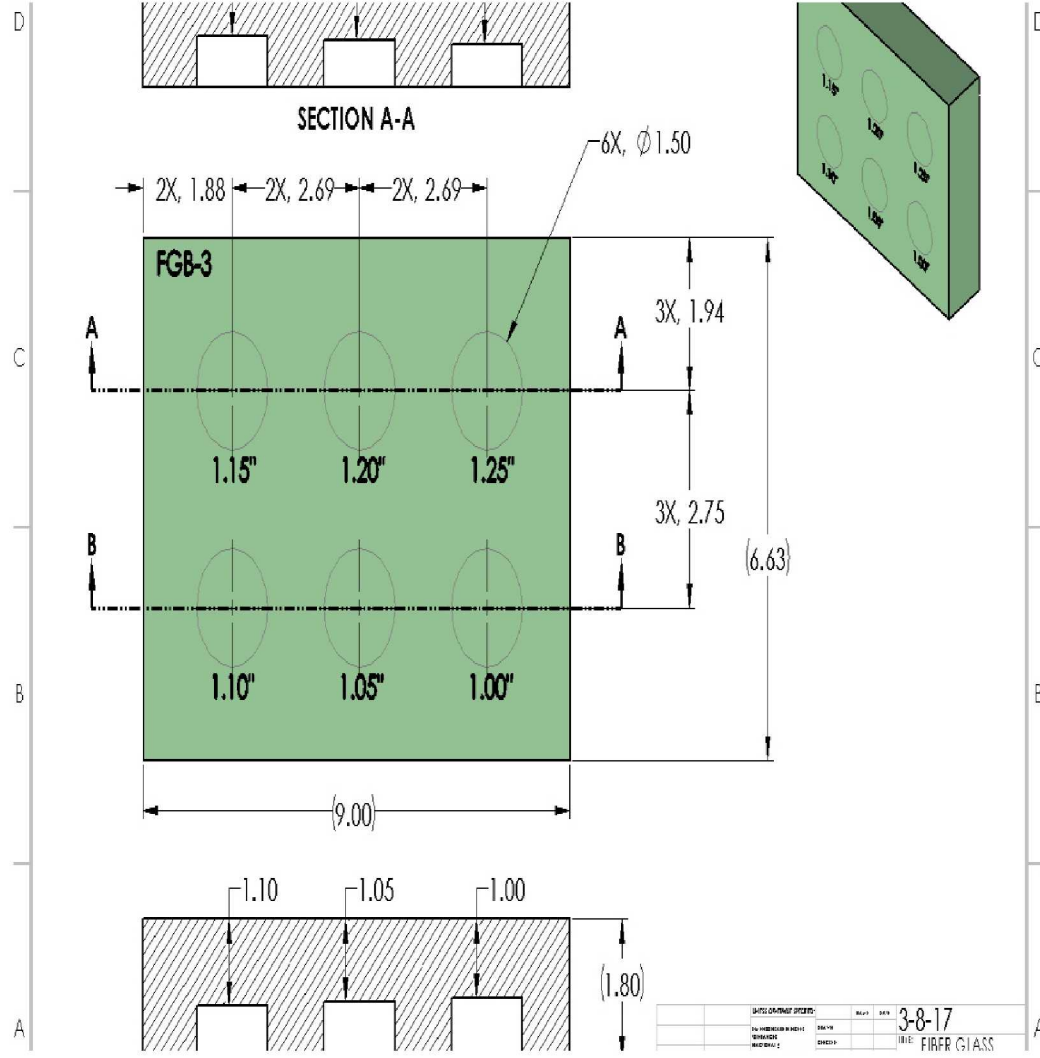 D
D
SECTION A-A
6X, Ø1.50
2X, 1.88
2X, 2.69
2X, 2.69
FGB-3
3X, 1.94
A
A
C
C
1.15"
1.20"
1.25"
3X, 2.75
B
B
(6.63)
1.10"
1.05"
1.00"
B
B
(9.00)
1.10
1.05
1.00
(1.80)
3-8-17
FIBER GLASS
A
A